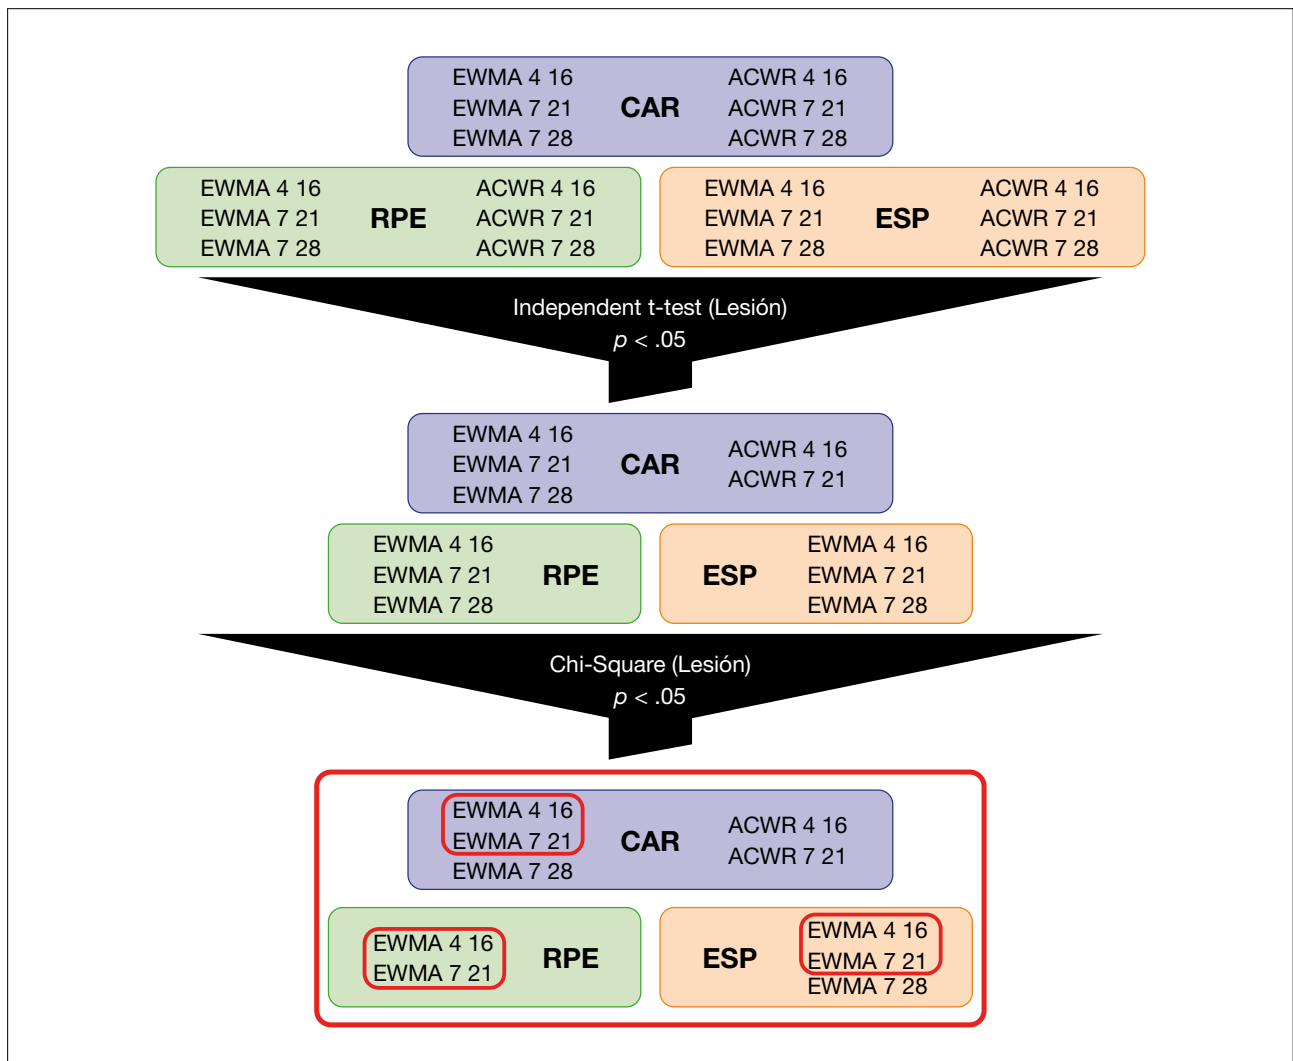 EWMA 4 16
EWMA 7 21
EWMA 7 28
CAR
ACWR 4 16
ACWR 7 21
ACWR 7 28
EWMA 4 16
EWMA 7 21
EWMA 7 28
RPE
ACWR 4 16
ACWR 7 21
ACWR 7 28
EWMA 4 16
EWMA 7 21
EWMA 7 28
ESP
ACWR 4 16
ACWR 7 21
ACWR 7 28
Independent t-test (Lesión)
p < .05
EWMA 4 16
EWMA 7 21
EWMA 7 28
CAR
ACWR 4 16
ACWR 7 21
EWMA 4 16
EWMA 7 21
EWMA 7 28
RPE
ESP
EWMA 4 16
EWMA 7 21
EWMA 7 28
Chi-Square (Lesión)
p < .05
EWMA 4 16
EWMA 7 21
EWMA 7 28
CAR
ACWR 4 16
ACWR 7 21
EWMA 4 16
EWMA 7 21
RPE
ESP
EWMA 4 16
EWMA 7 21
EWMA 7 28